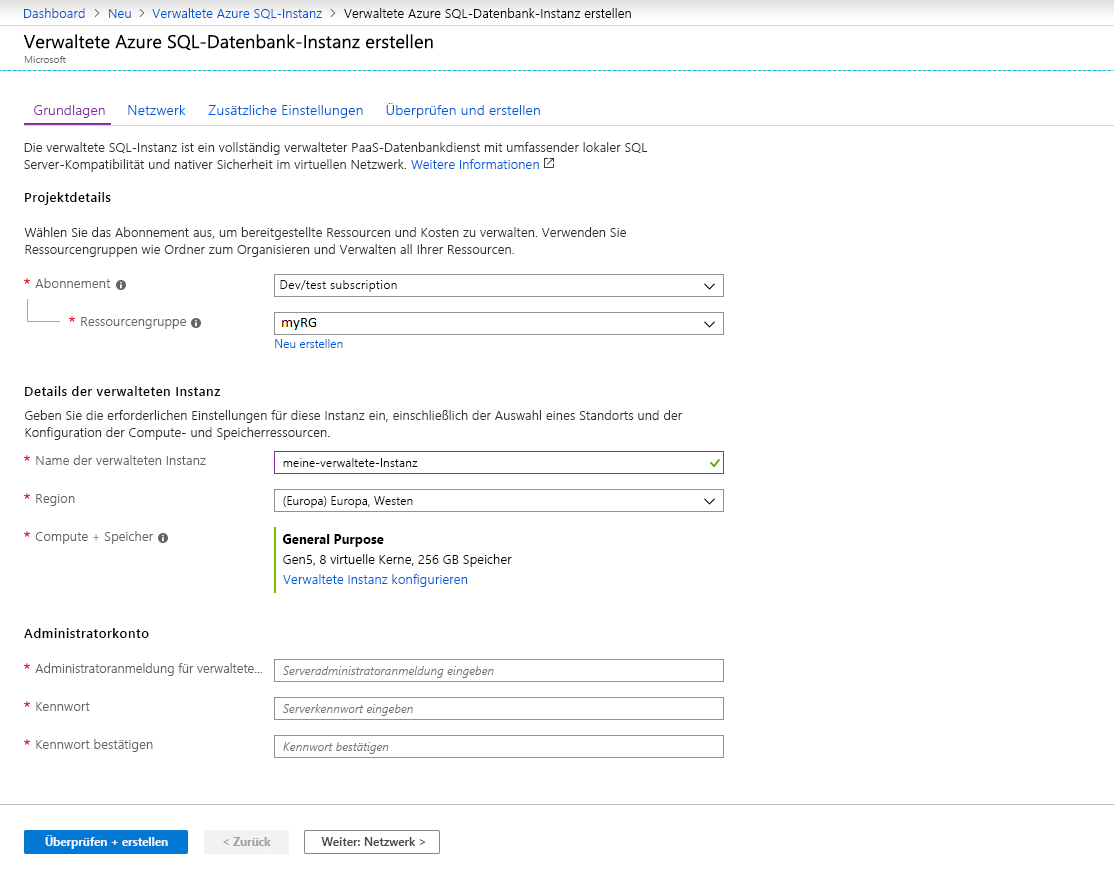 Dashboard > Neu > Verwaltete Azure SQL-Instanz > Verwaltete Azure SQL-Datenbank-Instanz erstellen
Verwaltete Azure SQL-Datenbank-Instanz erstellen
Microsoft
Grundlagen Netzwerk Zusätzliche Einstellungen Überprüfen und erstellen
Die verwaltete SQL-Instanz ist ein vollständig verwalteter PaaS-Datenbankdienst mit umfassender lokaler SQL
Server-Kompatibilität und nativer Sicherheit im virtuellen Netzwerk. Weitere Informationen
Projektdetails
Wählen Sie das Abonnement aus, um bereitgestellte Ressourcen und Kosten zu verwalten. Verwenden Sie
Ressourcengruppen wie Ordner zum Organisieren und Verwalten all Ihrer Ressourcen.
* Abonnement Dev/test subscription
* Ressourcengruppe myRG
Neu erstellen
Details der verwalteten Instanz
Geben Sie die erforderlichen Einstellungen für diese Instanz ein, einschließlich der Auswahl eines Standorts und der
Konfiguration der Compute- und Speicherressourcen.
* Name der verwalteten Instanz meine-verwaltete-Instanz
* Region (Europa) Europa, Westen
* Compute + Speicher General Purpose
Gen5, 8 virtuelle Kerne, 256 GB Speicher
Verwaltete Instanz konfigurieren
Administratorkonto
* Administratoranmeldung für verwaltete... Serveradministratoranmeldung eingeben
* Kennwort Serverkennwort eingeben
* Kennwort bestätigen Kennwort bestätigen
Überprüfen + erstellen < Zurück Weiter: Netzwerk >